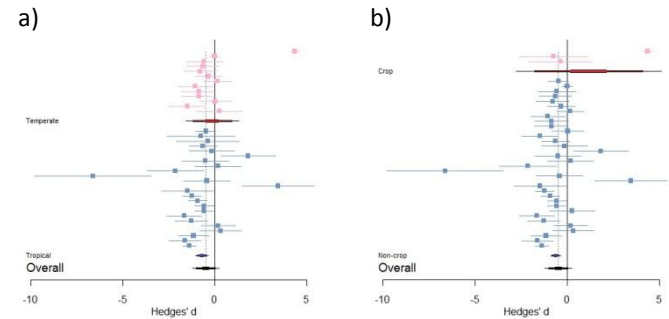 a)
Temperate
Tropical
Overall
-10 -5 0 5
Hedges' d
b)
Crop
Non-crop
Overall
-10 -5 0 5
Hedges' d